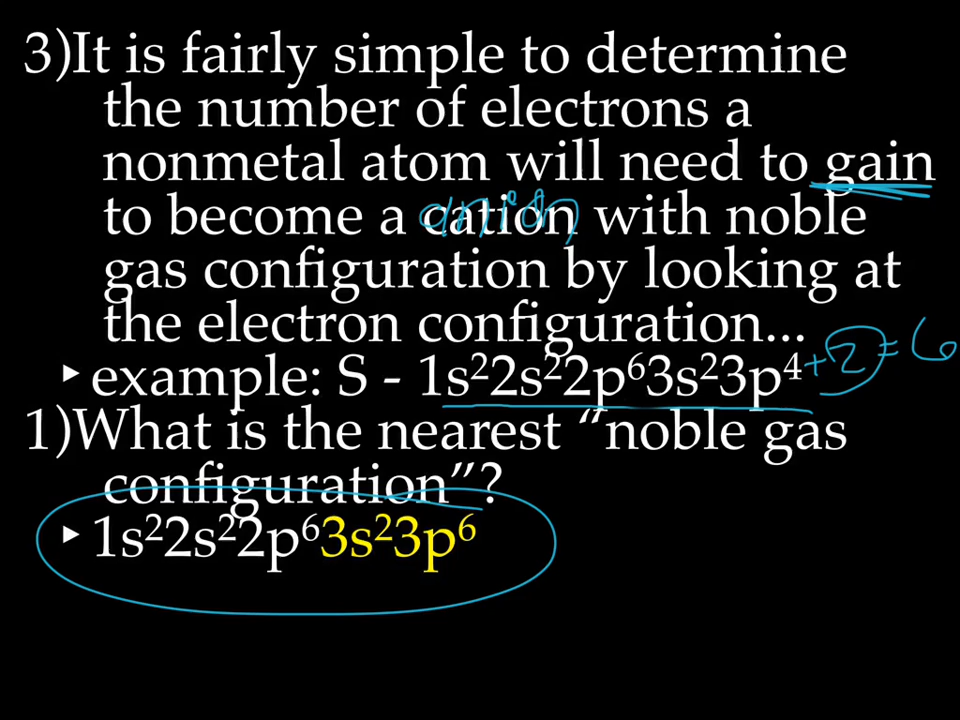 3)It is fairly simple to determine
the number of electrons a
nonmetal atom will need to gain
to become a cation with noble
anion
gas configuration by looking at
the electron configuration...
▸ example: S - 1s²2s²2p⁶3s²3p⁴ +2=6
1)What is the nearest “noble gas
configuration”?
▸ 1s²2s²2p⁶3s²3p⁶